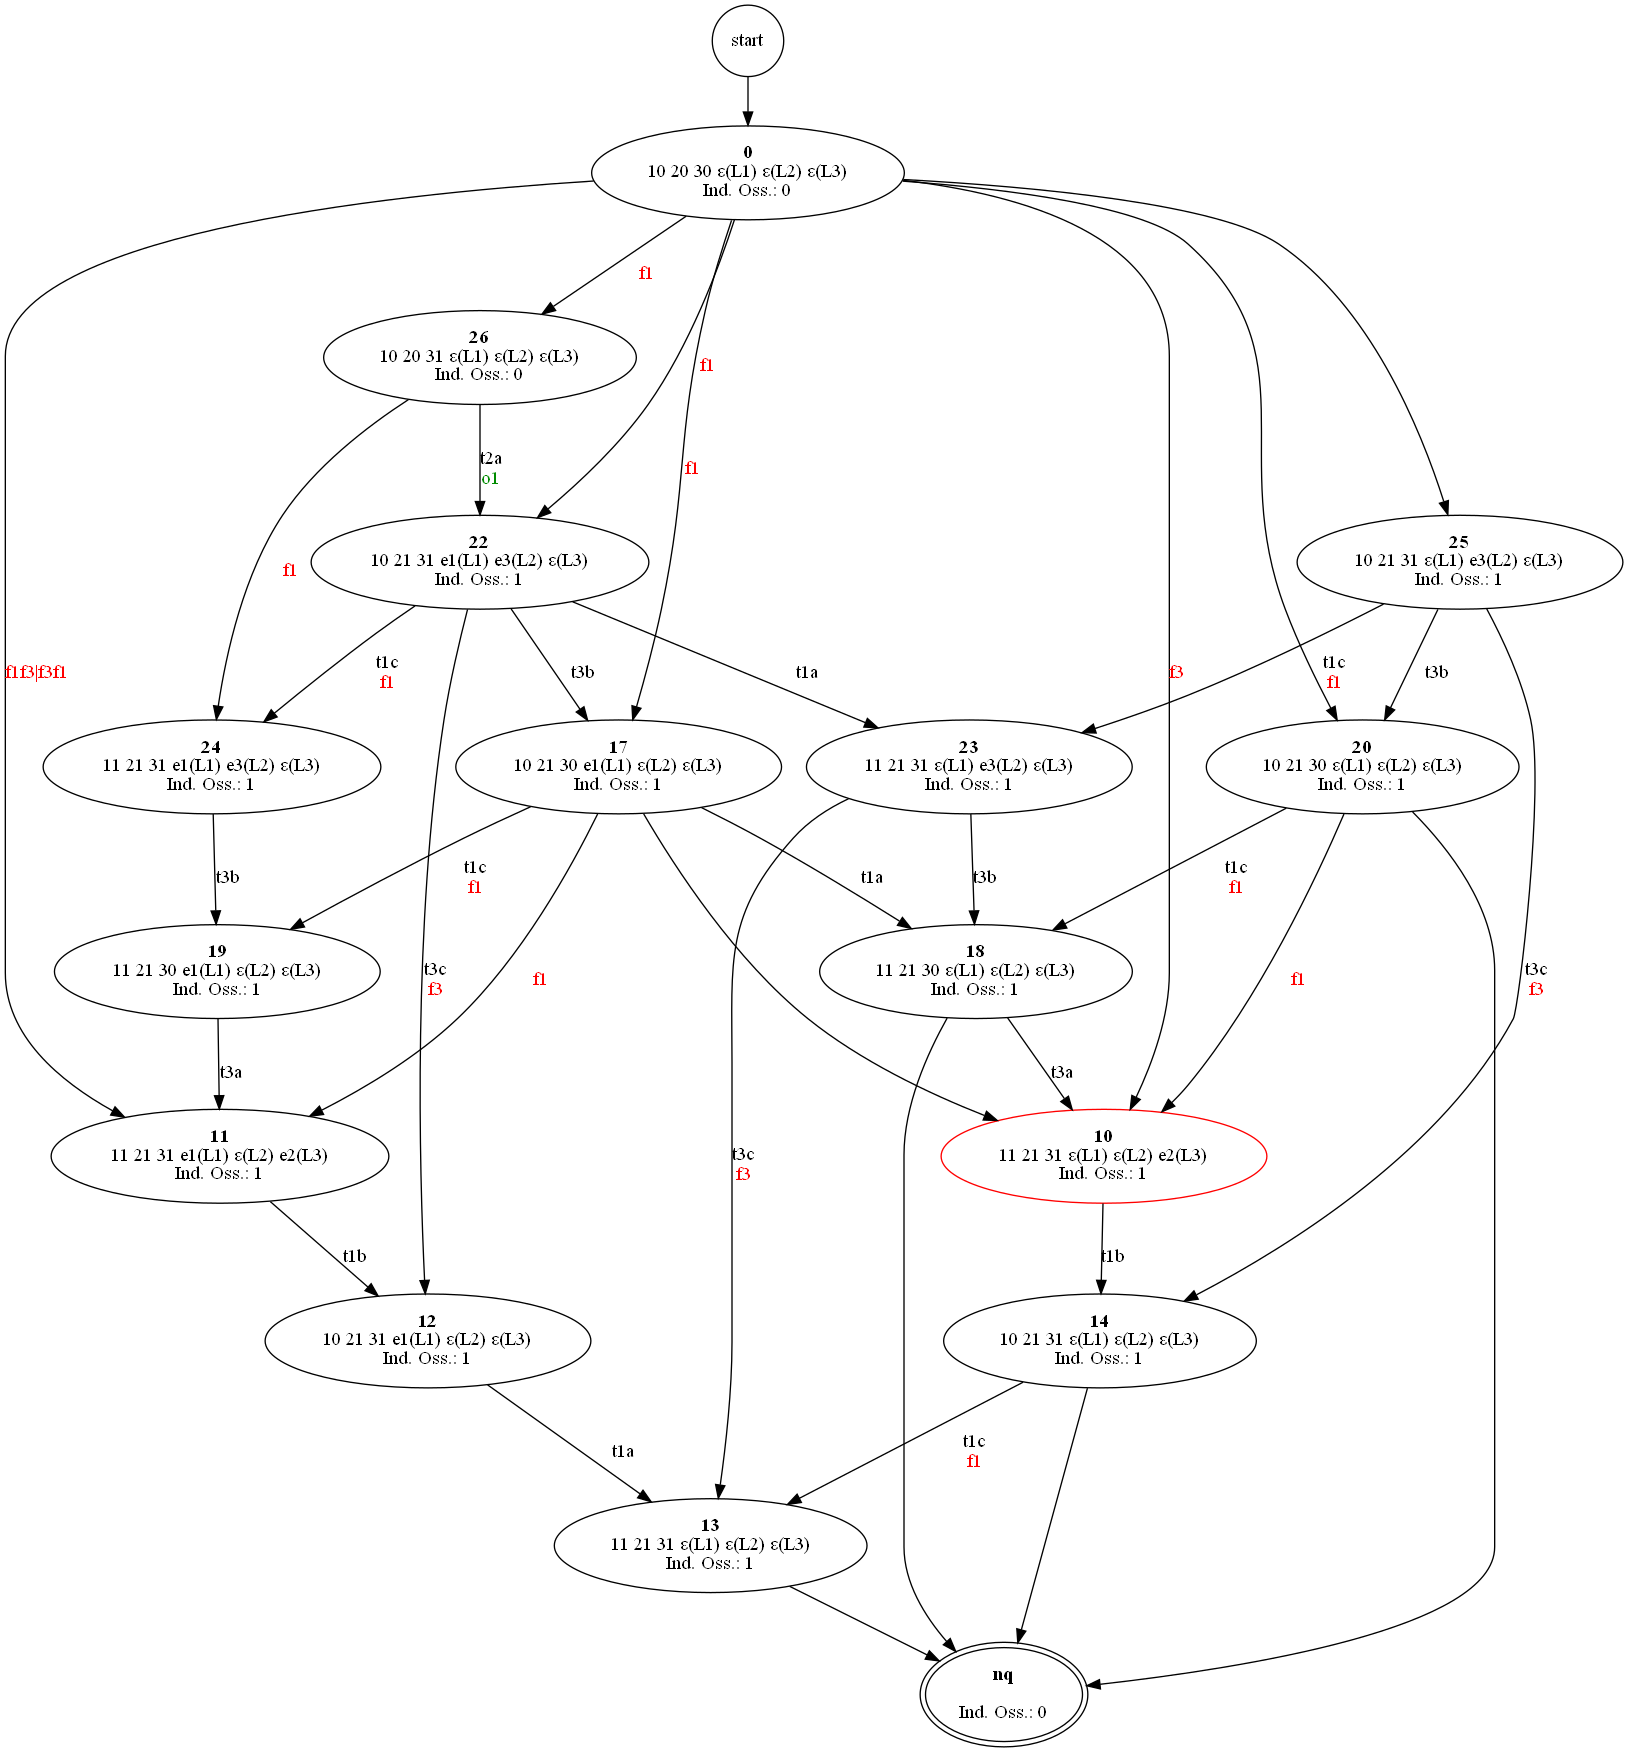 start
0
10 20 30 ε(L1) ε(L2) ε(L3)
Ind. Oss.: 0
f1
26
10 20 31 ε(L1) ε(L2) ε(L3)
Ind. Oss.: 0
f1
t2a
o1
f1
f1
22
10 21 31 e1(L1) e3(L2) ε(L3)
Ind. Oss.: 1
25
10 21 31 ε(L1) e3(L2) ε(L3)
Ind. Oss.: 1
f1f3|f3f1
t1c
f1
t3b
t1a
f3
t1c
f1
t3b
24
11 21 31 e1(L1) e3(L2) ε(L3)
Ind. Oss.: 1
17
10 21 30 e1(L1) ε(L2) ε(L3)
Ind. Oss.: 1
23
11 21 31 ε(L1) e3(L2) ε(L3)
Ind. Oss.: 1
20
10 21 30 ε(L1) ε(L2) ε(L3)
Ind. Oss.: 1
t3b
t1c
f1
t1a
t3b
t1c
f1
19
11 21 30 e1(L1) ε(L2) ε(L3)
Ind. Oss.: 1
t3c
f3
f1
18
11 21 30 ε(L1) ε(L2) ε(L3)
Ind. Oss.: 1
f1
t3c
f3
t3a
t3a
11
11 21 31 e1(L1) ε(L2) e2(L3)
Ind. Oss.: 1
t3c
f3
10
11 21 31 ε(L1) ε(L2) e2(L3)
Ind. Oss.: 1
t1b
t1b
12
10 21 31 e1(L1) ε(L2) ε(L3)
Ind. Oss.: 1
14
10 21 31 ε(L1) ε(L2) ε(L3)
Ind. Oss.: 1
t1a
t1c
f1
13
11 21 31 ε(L1) ε(L2) ε(L3)
Ind. Oss.: 1
nq
Ind. Oss.: 0